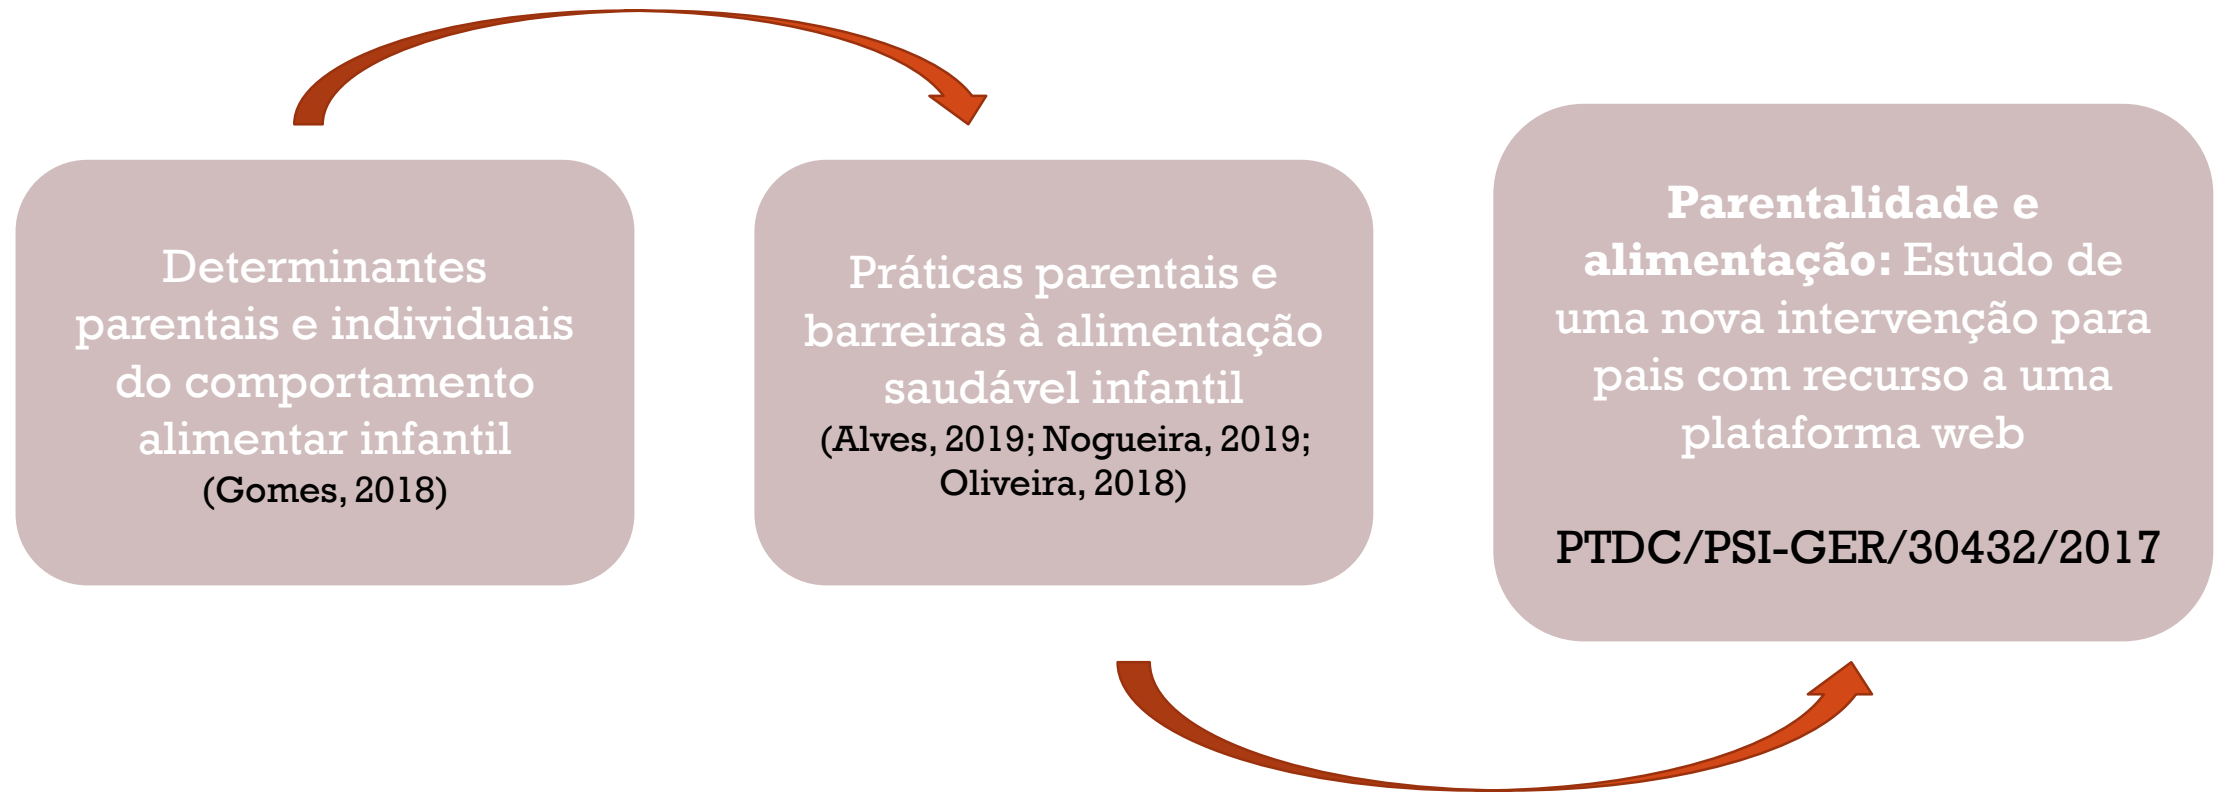 Determinantes
parentais e individuais
do comportamento
alimentar infantil
(Gomes, 2018)
Práticas parentais e
barreiras à alimentação
saudável infantil
(Alves, 2019; Nogueira, 2019;
Oliveira, 2018)
Parentalidade e
alimentação: Estudo de
uma nova intervenção para
pais com recurso a uma
plataforma web
PTDC/PSI-GER/30432/2017